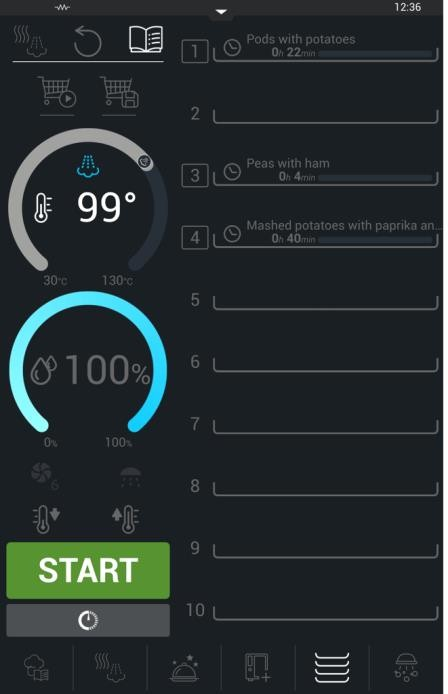 12:36
1 Pods with potatoes
0h 22min
2
99°
3 Peas with ham
0h 4min
4 Mashed potatoes with paprika an...
0h 40min
30°C 130°C
5
100%
6
7
0% 100%
6
8
START
9
10